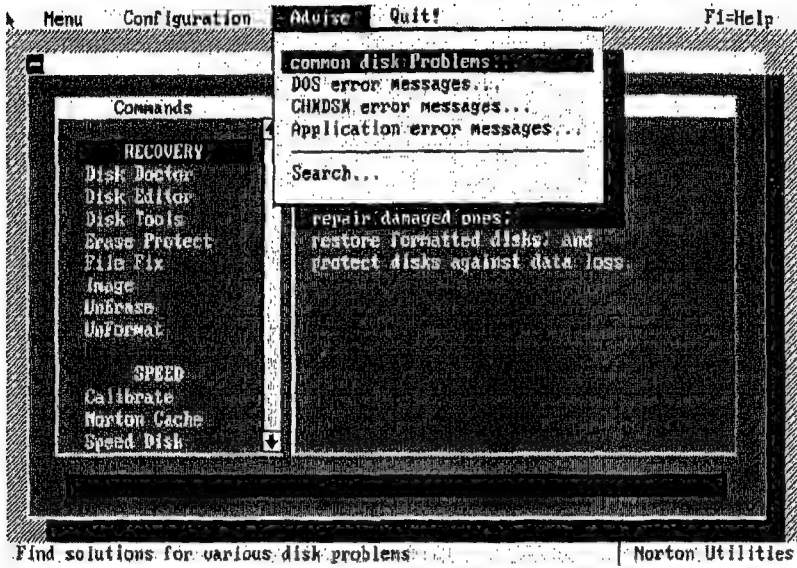 Menu Configuration Advise Quit! F1=Help
common disk Problems...
DOS error messages...
CHKDSK error messages...
Application error messages...
Search...
Commands
RECOVERY
Disk Doctor
Disk Editor
Disk Tools
Erase Protect
File Fix
Image
UnErase
UnFormat
SPEED
Calibrate
Norton Cache
Speed Disk
repair damaged ones;
restore formatted disks; and
protect disks against data loss.
Find solutions for various disk problems
Norton Utilities